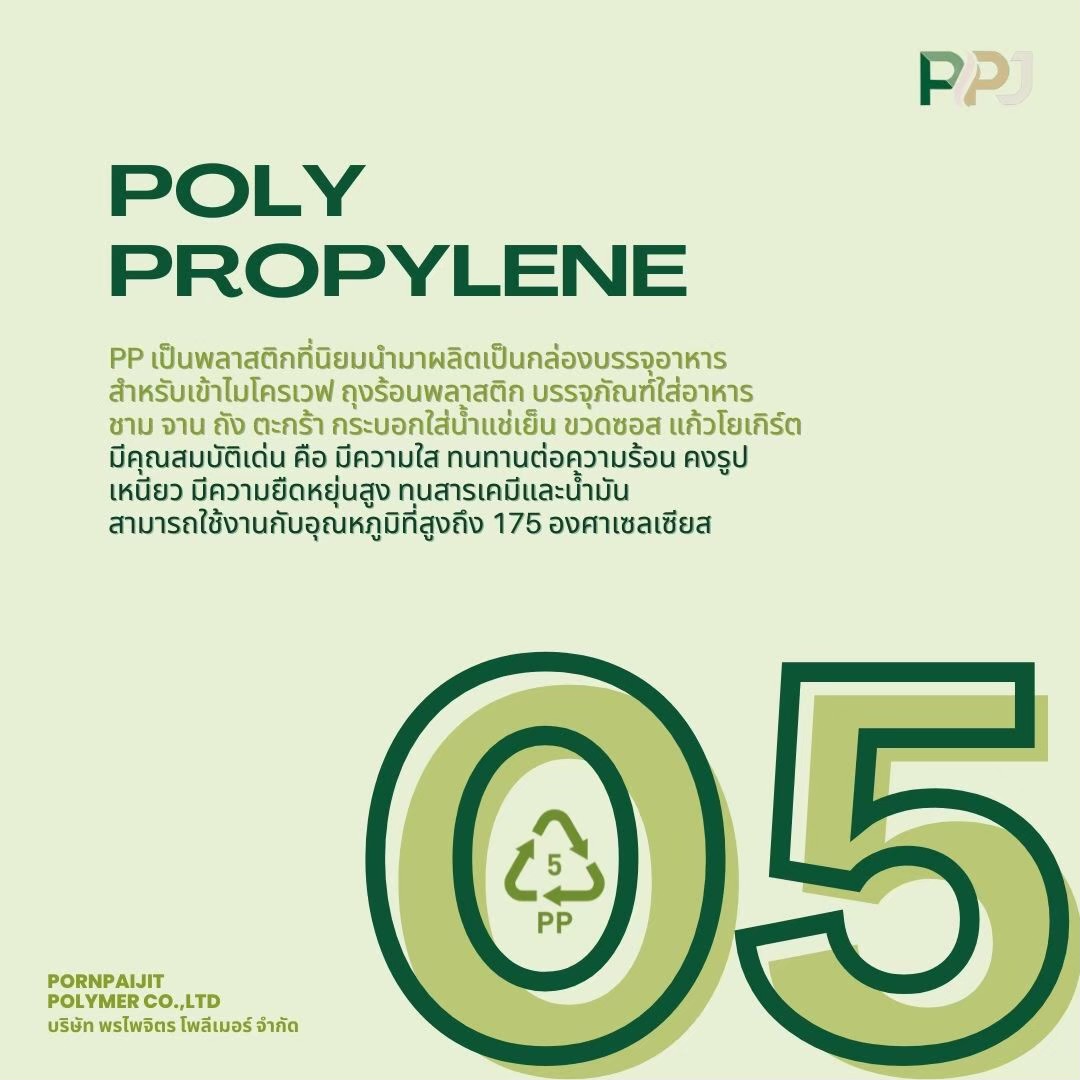 PPJ
POLY
PROPYLENE
PP เป็นพลาสติกที่นิยมนำมาผลิตเป็นกล่องบรรจุอาหาร
สำหรับเข้าไมโครเวฟ ถุงร้อนพลาสติก บรรจุภัณฑ์ใส่อาหาร
ชาม จาน ถัง ตะกร้า กระบอกใส่น้ำแช่เย็น ขวดซอส แก้วโยเกิร์ต
มีคุณสมบัติเด่น คือ มีความใส ทนทานต่อความร้อน คงรูป
เหนียว มีความยืดหยุ่นสูง ทนสารเคมีและน้ำมัน
สามารถใช้งานกับอุณหภูมิที่สูงถึง 175 องศาเซลเซียส
05
5
PP
PORNPAIJIT
POLYMER CO.,LTD
บริษัท พรไพจิตร โพลีเมอร์ จำกัด